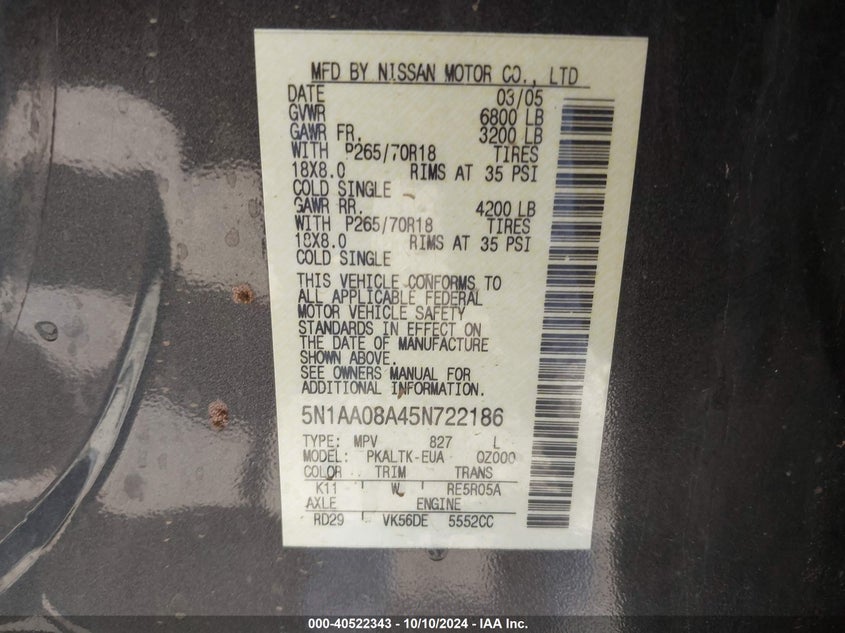 MFD BY NISSAN MOTOR CO., LTD
DATE 03/05
GVWR 6800 LB
GAWR FR. 3200 LB
WITH P265/70R18 TIRES
18X8.0 RIMS AT 35 PSI
COLD SINGLE
GAWR RR. 4200 LB
WITH P265/70R18 TIRES
18X8.0 RIMS AT 35 PSI
COLD SINGLE
THIS VEHICLE CONFORMS TO
ALL APPLICABLE FEDERAL
MOTOR VEHICLE SAFETY
STANDARDS IN EFFECT ON
THE DATE OF MANUFACTURE
SHOWN ABOVE.
SEE OWNERS MANUAL FOR
ADDITIONAL INFORMATION.
5N1AA08A45N722186
TYPE: MPV 827 L
MODEL: PKALTK-EUA QZ000
COLOR TRIM TRANS
K11 W RE5R05A
AXLE ENGINE
RD29 VK56DE 5552CC
000-40522343 - 10/10/2024 - IAA Inc.